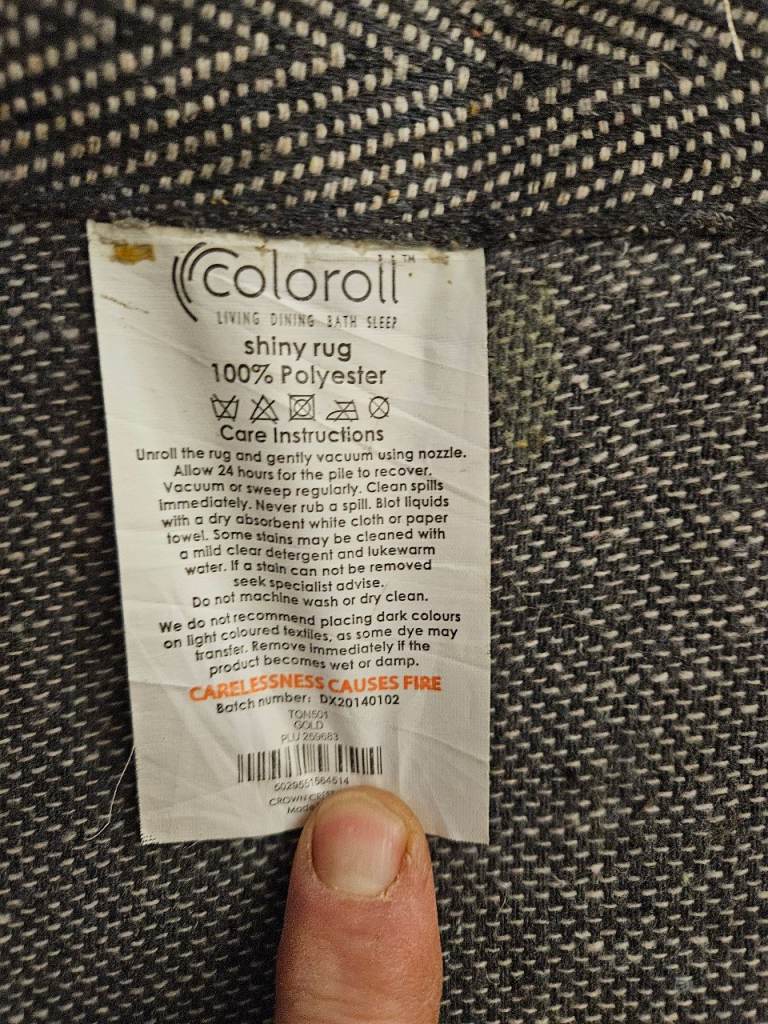 coloroll™
LIVING DINING BATH SLEEP
shiny rug
100% Polyester
Care Instructions
Unroll the rug and gently vacuum using nozzle.
Allow 24 hours for the pile to recover.
Vacuum or sweep regularly. Clean spills
immediately. Never rub a spill. Blot liquids
with a dry absorbent white cloth or paper
towel. Some stains may be cleaned with
a mild clear detergent and lukewarm
water. If a stain can not be removed
seek specialist advise.
Do not machine wash or dry clean.
We do not recommend placing dark colours
on light coloured textiles, as some dye may
transfer. Remove immediately if the
product becomes wet or damp.
CARELESSNESS CAUSES FIRE
Batch number: DX20140102
TON501
GOLD
PLU 259683
5029551564514
CROWN